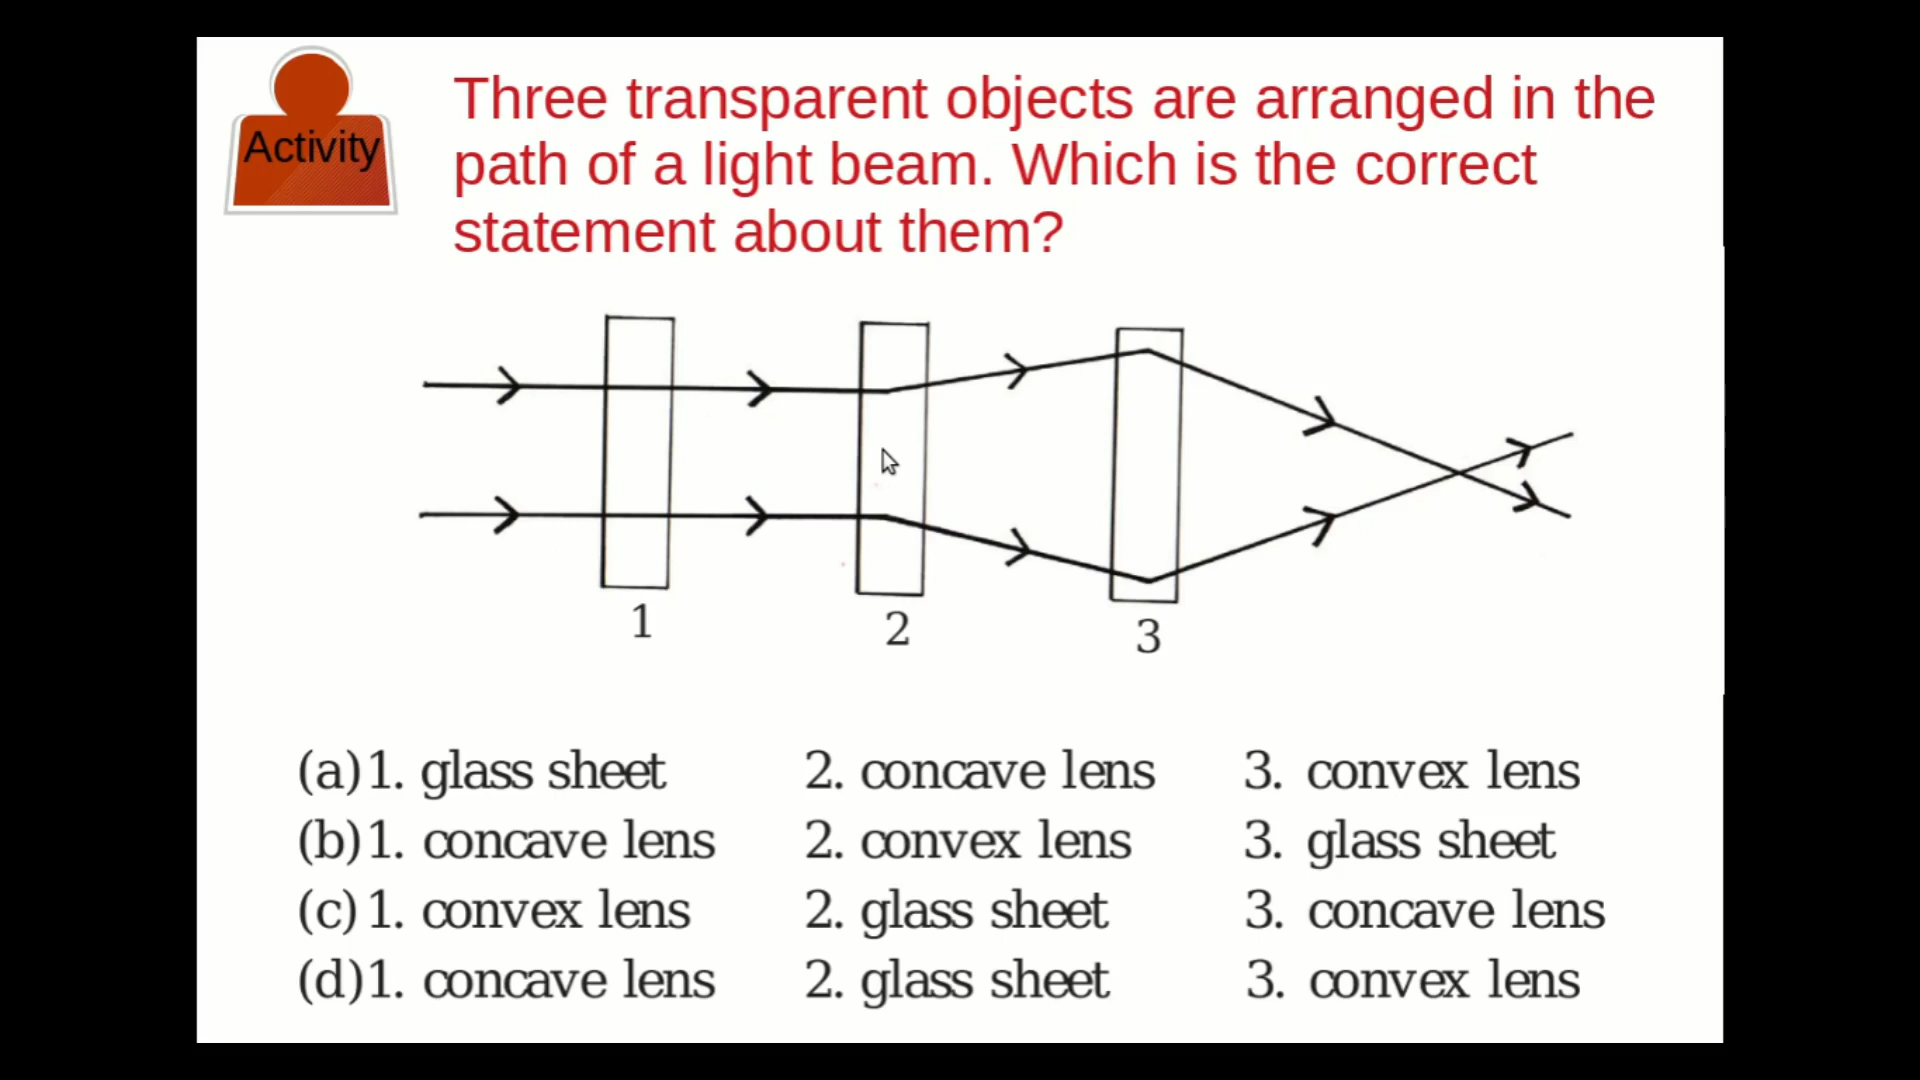 Activity
Three transparent objects are arranged in the
path of a light beam. Which is the correct
statement about them?
1
2
3
(a) 1. glass sheet 2. concave lens 3. convex lens
(b) 1. concave lens 2. convex lens 3. glass sheet
(c) 1. convex lens 2. glass sheet 3. concave lens
(d) 1. concave lens 2. glass sheet 3. convex lens